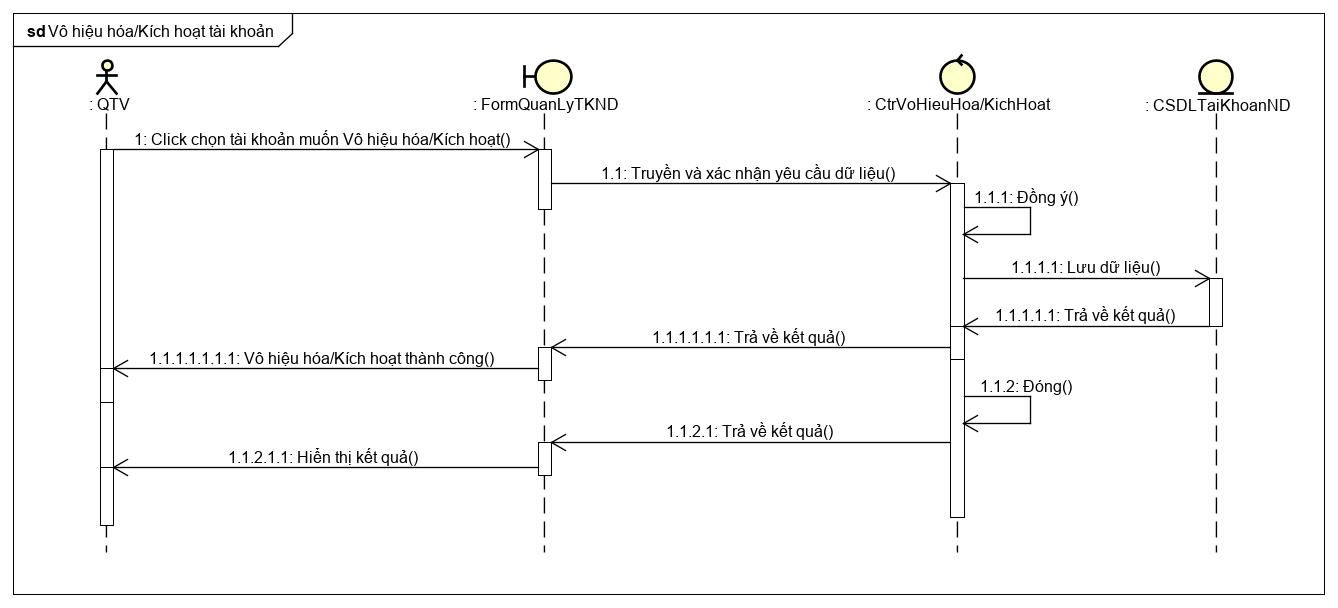 sd Vô hiệu hóa/Kích hoạt tài khoản
: QTV
: FormQuanLyTKND
: CtrVoHieuHoa/KichHoat
: CSDLTaiKhoanND
1: Click chọn tài khoản muốn Vô hiệu hóa/Kích hoạt()
1.1: Truyền và xác nhận yêu cầu dữ liệu()
1.1.1: Đồng ý()
1.1.1.1: Lưu dữ liệu()
1.1.1.1.1: Trả về kết quả()
1.1.1.1.1.1: Trả về kết quả()
1.1.1.1.1.1.1: Vô hiệu hóa/Kích hoạt thành công()
1.1.2: Đóng()
1.1.2.1: Trả về kết quả()
1.1.2.1.1: Hiển thị kết quả()